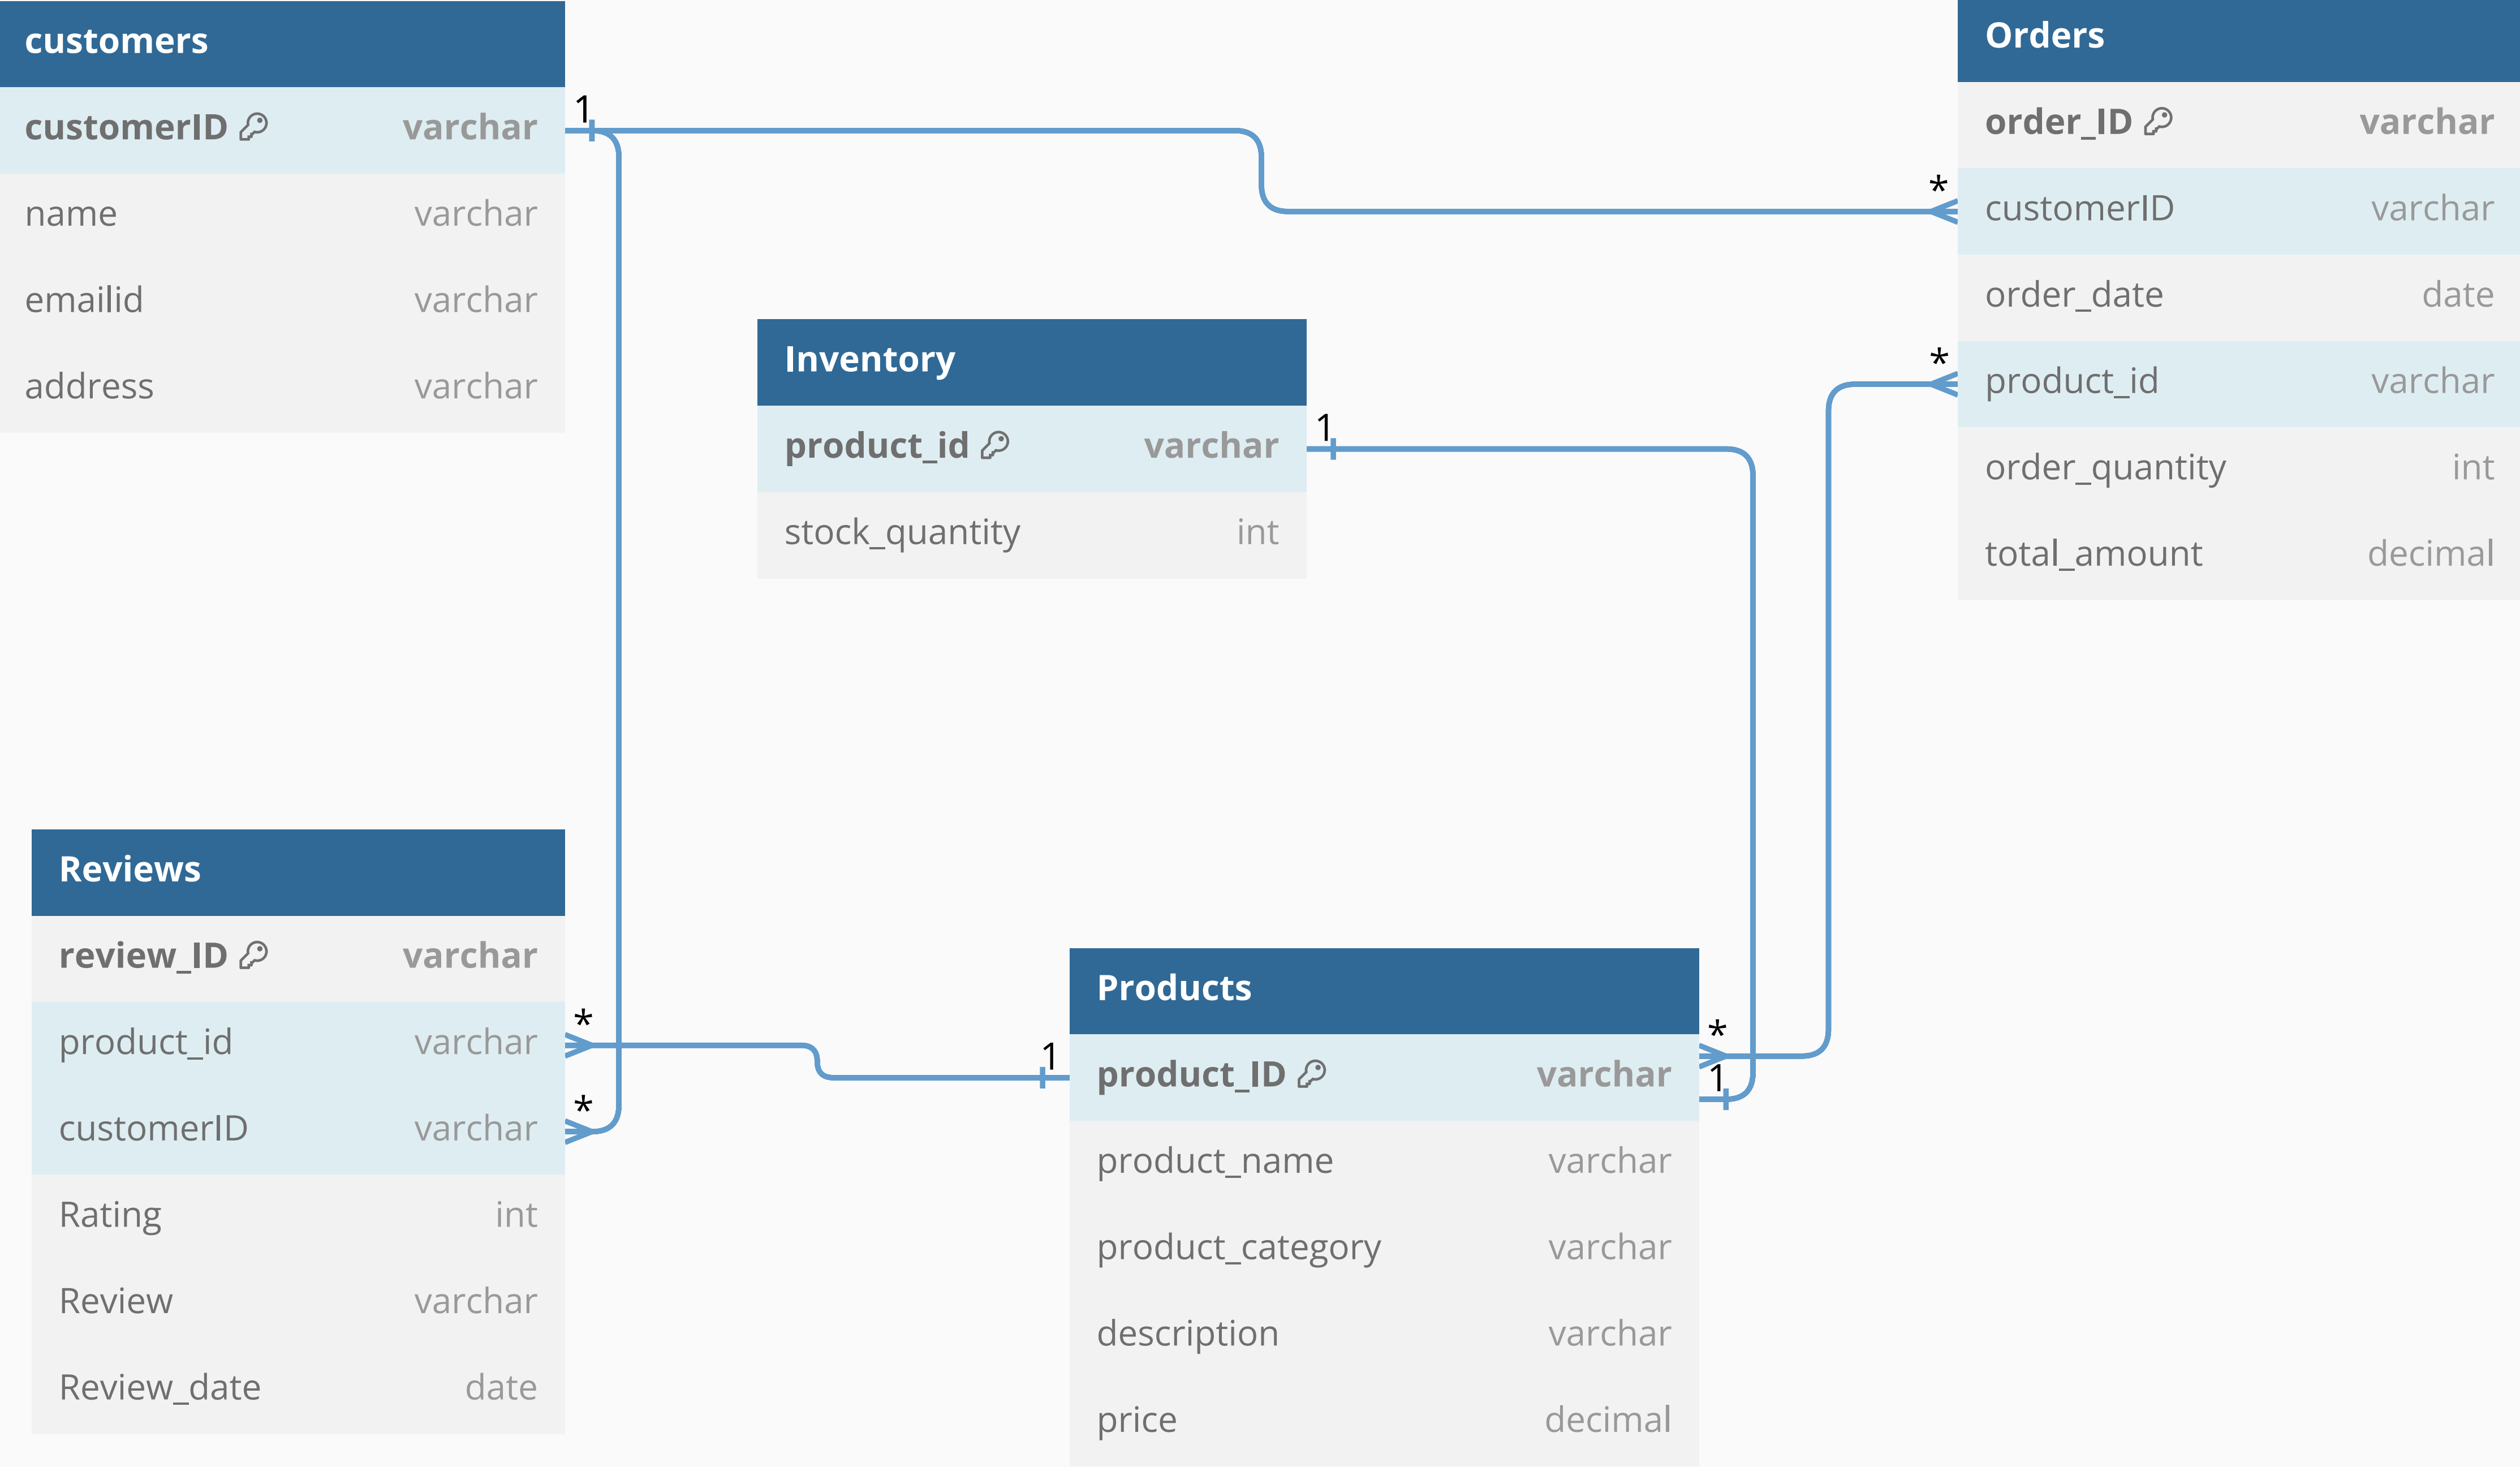 customers
customerID varchar
name varchar
emailid varchar
address varchar
1
Orders
order_ID varchar
* customerID varchar
order_date date
* product_id varchar
order_quantity int
total_amount decimal
Inventory
product_id varchar
stock_quantity int
1
Reviews
review_ID varchar
product_id varchar
customerID varchar
Rating int
Review varchar
Review_date date
*
*
1
Products
product_ID varchar
product_name varchar
product_category varchar
description varchar
price decimal
*
1